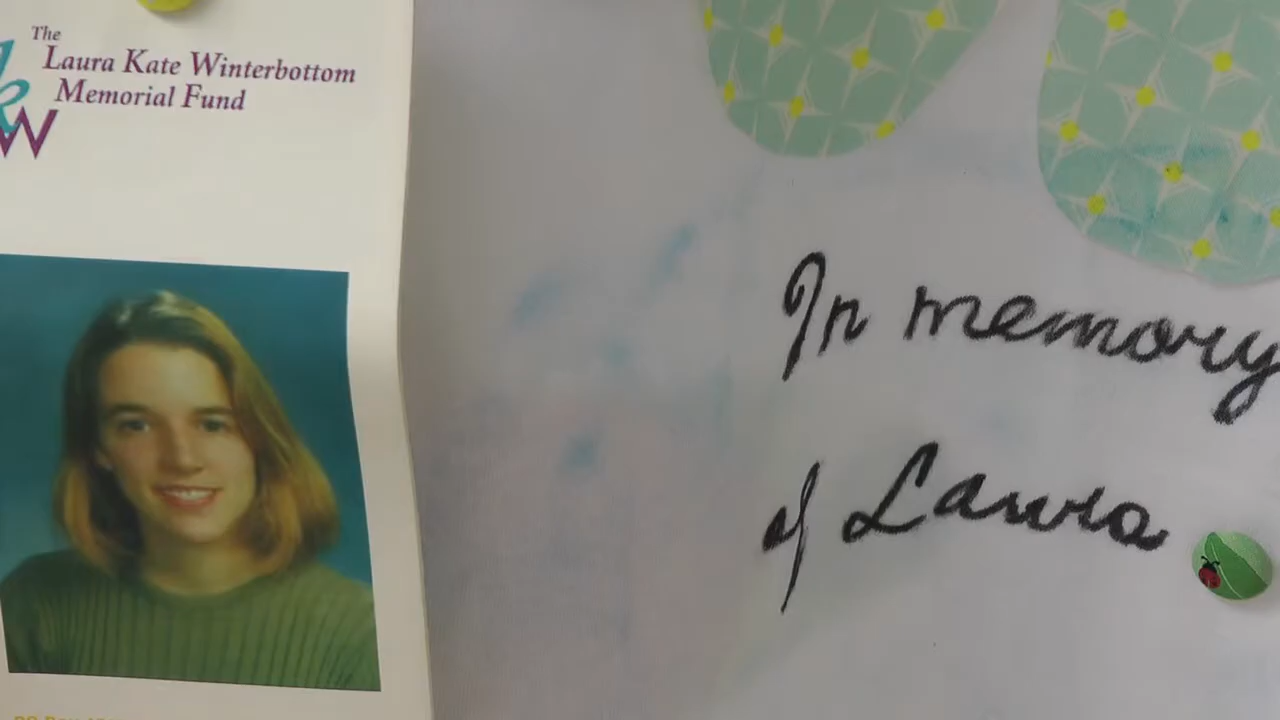 The
Laura Kate Winterbottom
Memorial Fund
In memory
of Laura